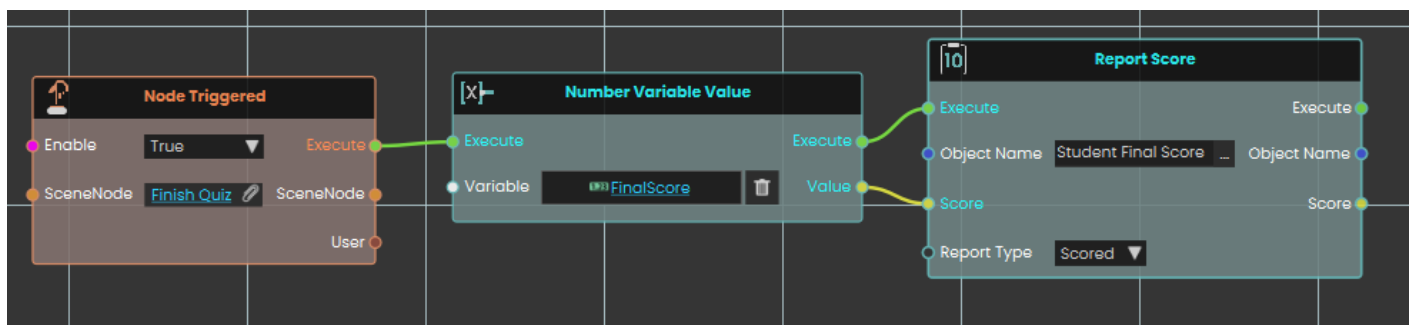 Node Triggered
Enable True Execute
SceneNode Finish Quiz SceneNode
User
[x] Number Variable Value
Execute Execute
Variable FinalScore Value
10 Report Score
Execute Execute
Object Name Student Final Score ... Object Name
Score Score
Report Type Scored